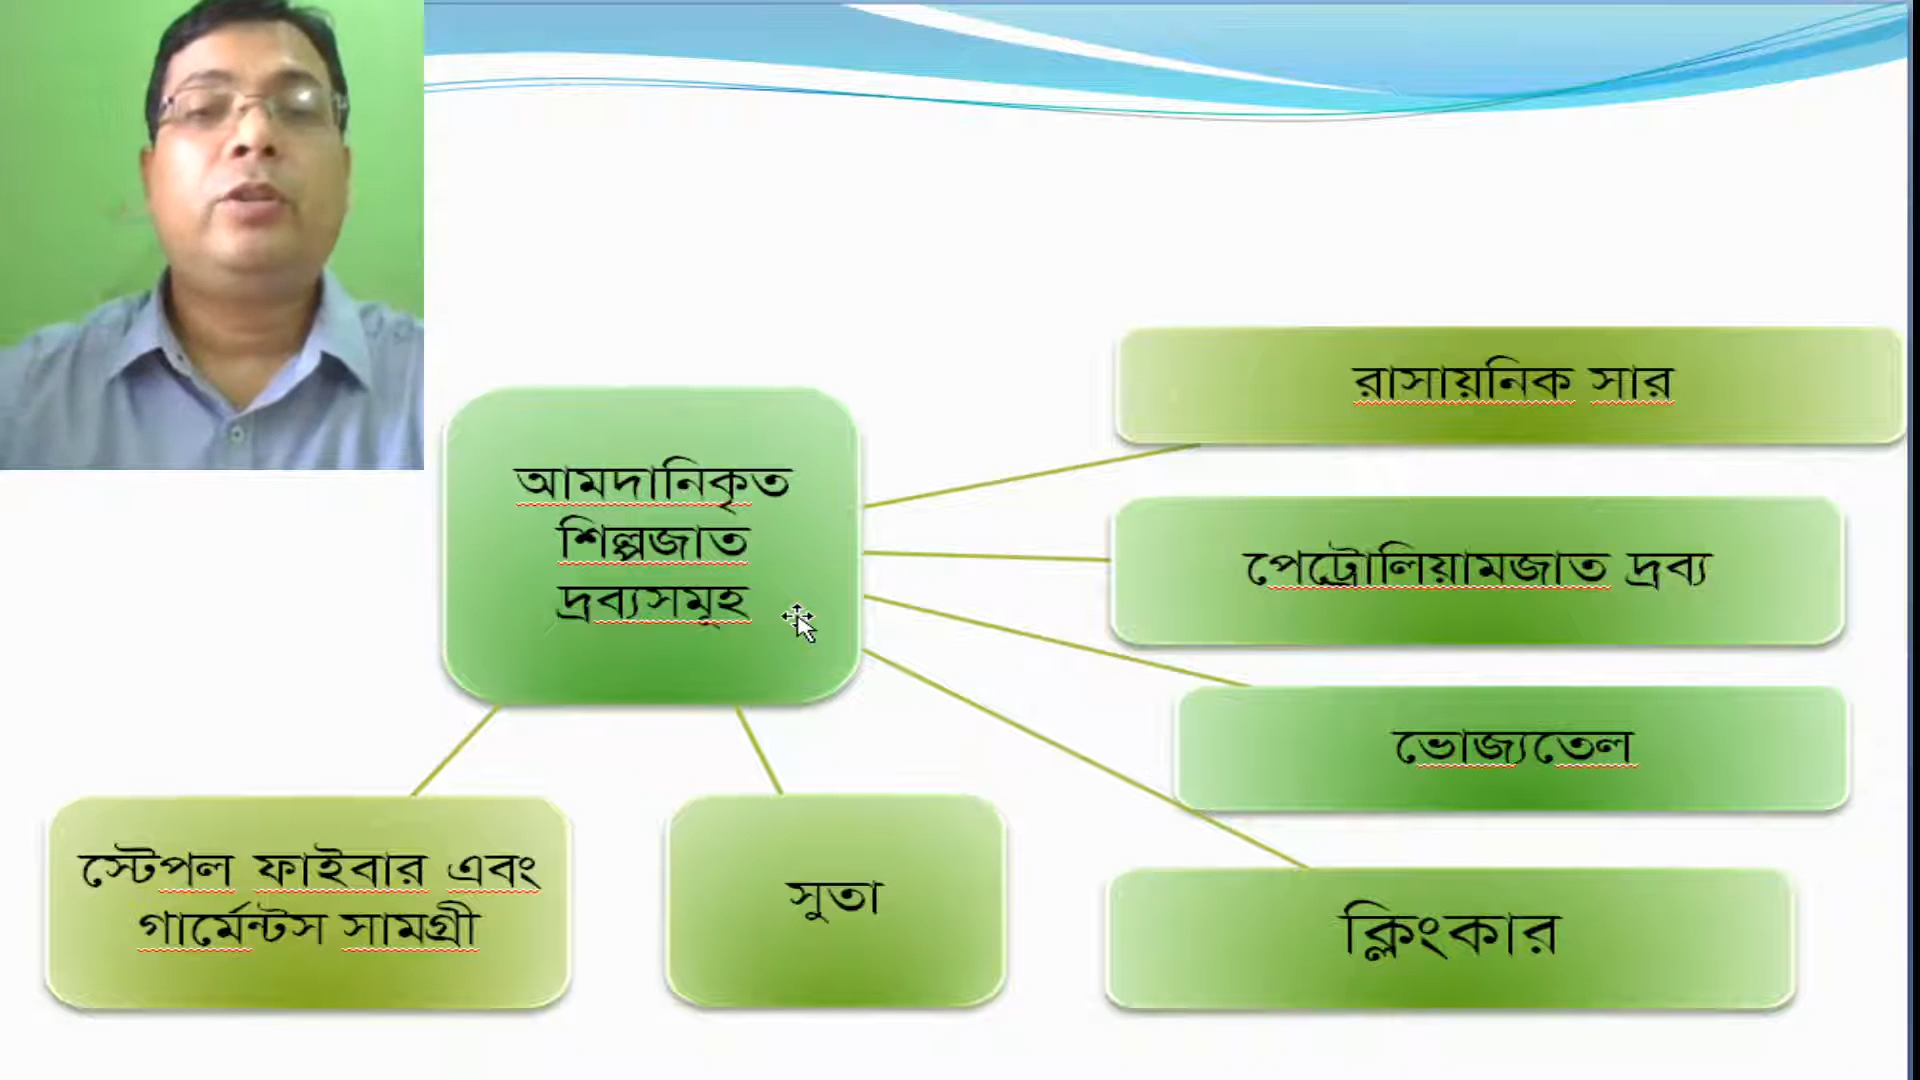 আমদানিকৃত
শিল্পজাত
দ্রব্যসমূহ
রাসায়নিক সার
পেট্রোলিয়ামজাত দ্রব্য
ভোজ্যতেল
ক্লিংকার
সুতা
স্টেপল ফাইবার এবং
গার্মেন্টস সামগ্রী